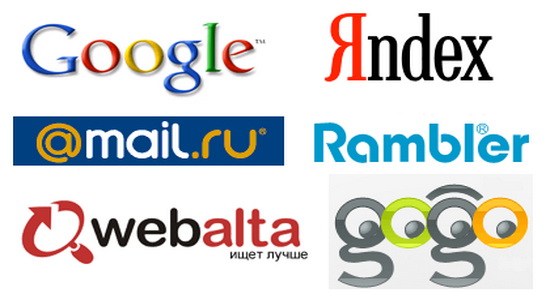 Google™
Яndex
@mail.ru®
Rambler®
webalta
ищет лучше
gogo